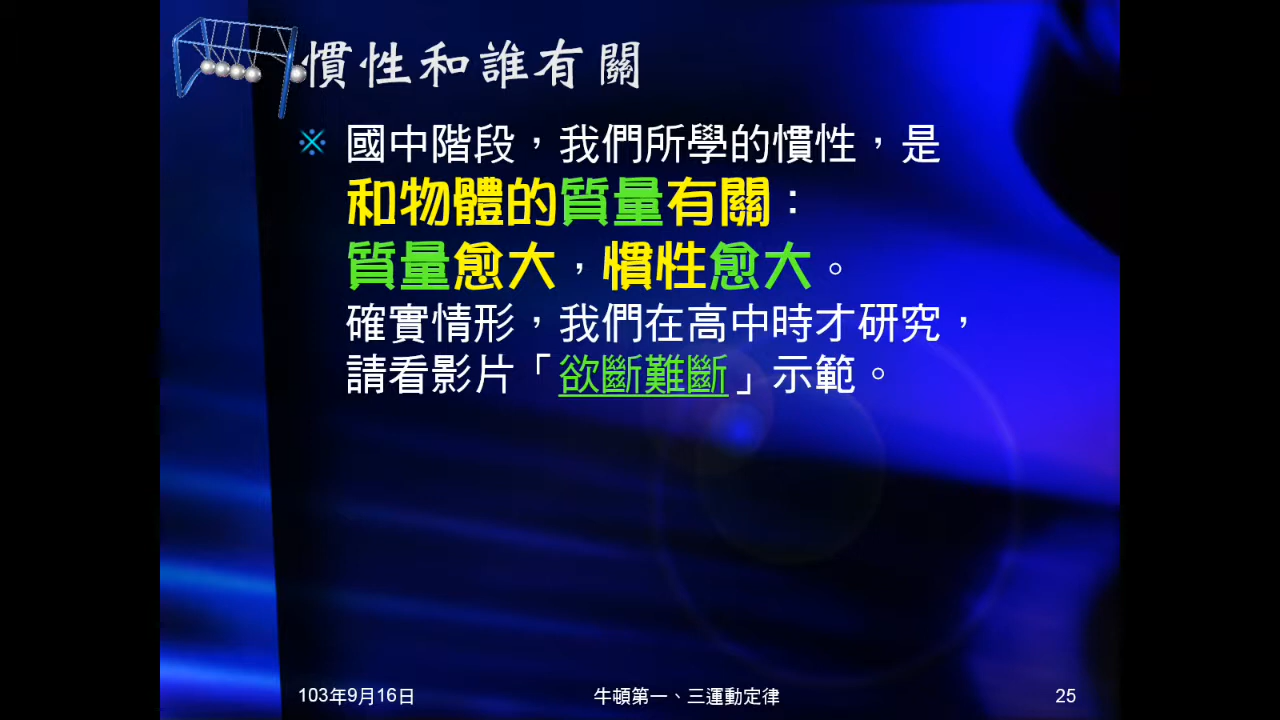 慣性和誰有關
※ 國中階段，我們所學的慣性，是
和物體的質量有關：
質量愈大，慣性愈大。
確實情形，我們在高中時才研究，
請看影片「欲斷難斷」示範。
103年9月16日
牛頓第一、三運動定律
25